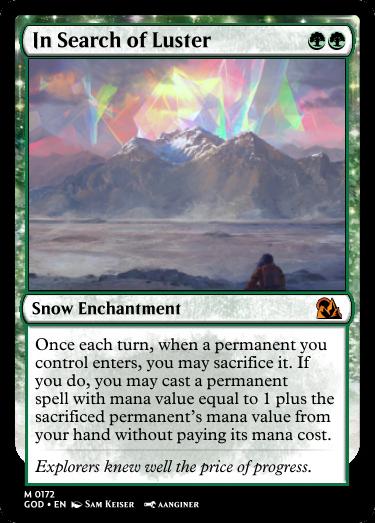 In Search of Luster
Snow Enchantment
Once each turn, when a permanent you
control enters, you may sacrifice it. If
you do, you may cast a permanent
spell with mana value equal to 1 plus the
sacrificed permanent's mana value from
your hand without paying its mana cost.
Explorers knew well the price of progress.
M 0172
GOD • EN Sam Keiser aanginer